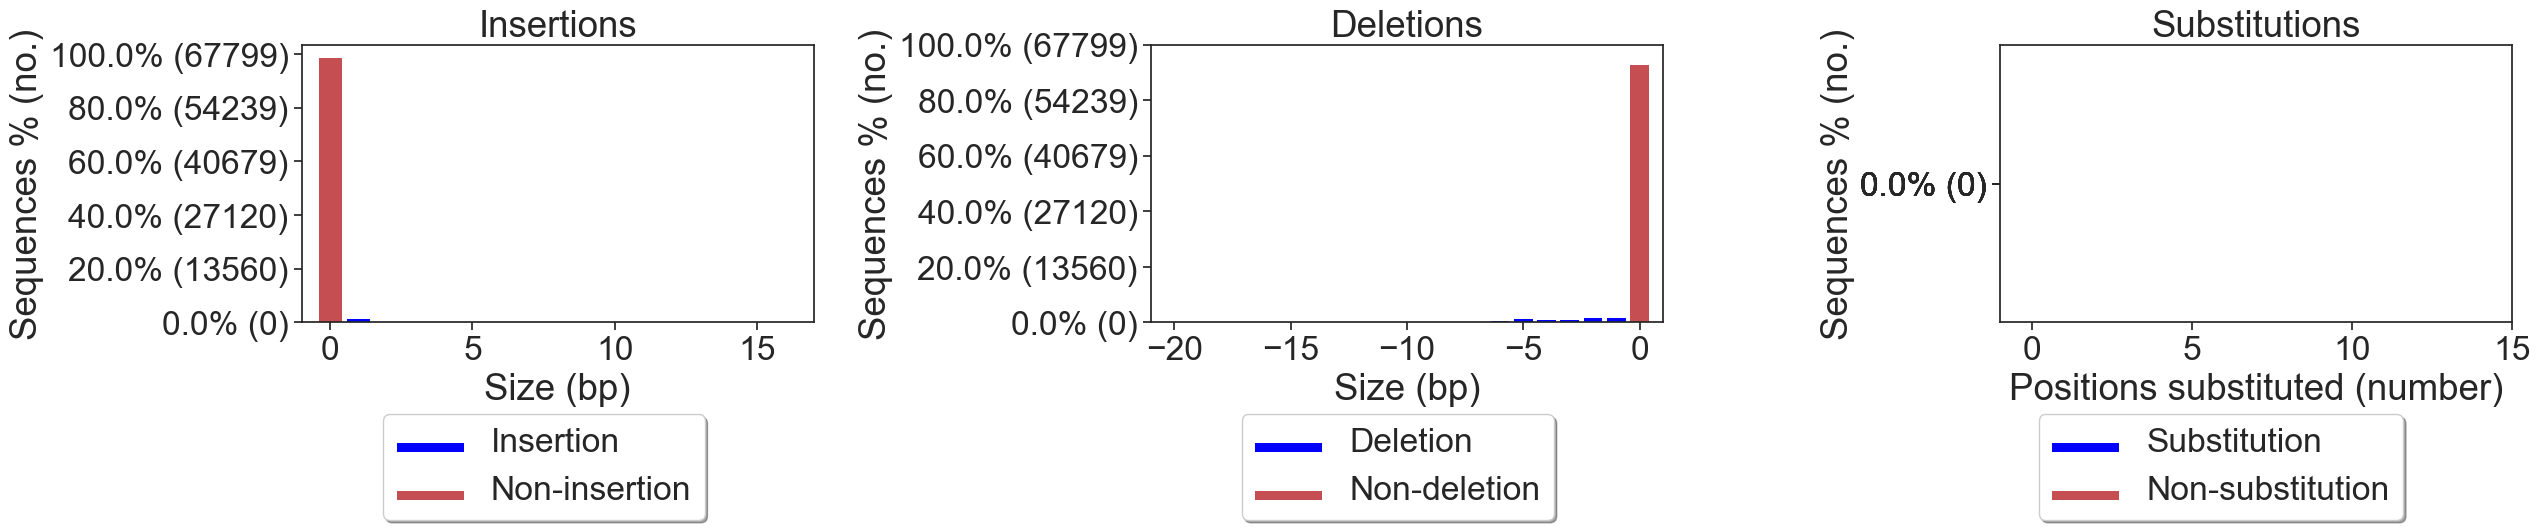 Insertions
Sequences % (no.)
100.0% (67799)
80.0% (54239)
60.0% (40679)
40.0% (27120)
20.0% (13560)
0.0% (0)
0 5 10 15
Size (bp)
Insertion
Non-insertion
Deletions
Sequences % (no.)
100.0% (67799)
80.0% (54239)
60.0% (40679)
40.0% (27120)
20.0% (13560)
0.0% (0)
−20 −15 −10 −5 0
Size (bp)
Deletion
Non-deletion
Substitutions
Sequences % (no.)
0.0% (0)
0 5 10 15
Positions substituted (number)
Substitution
Non-substitution